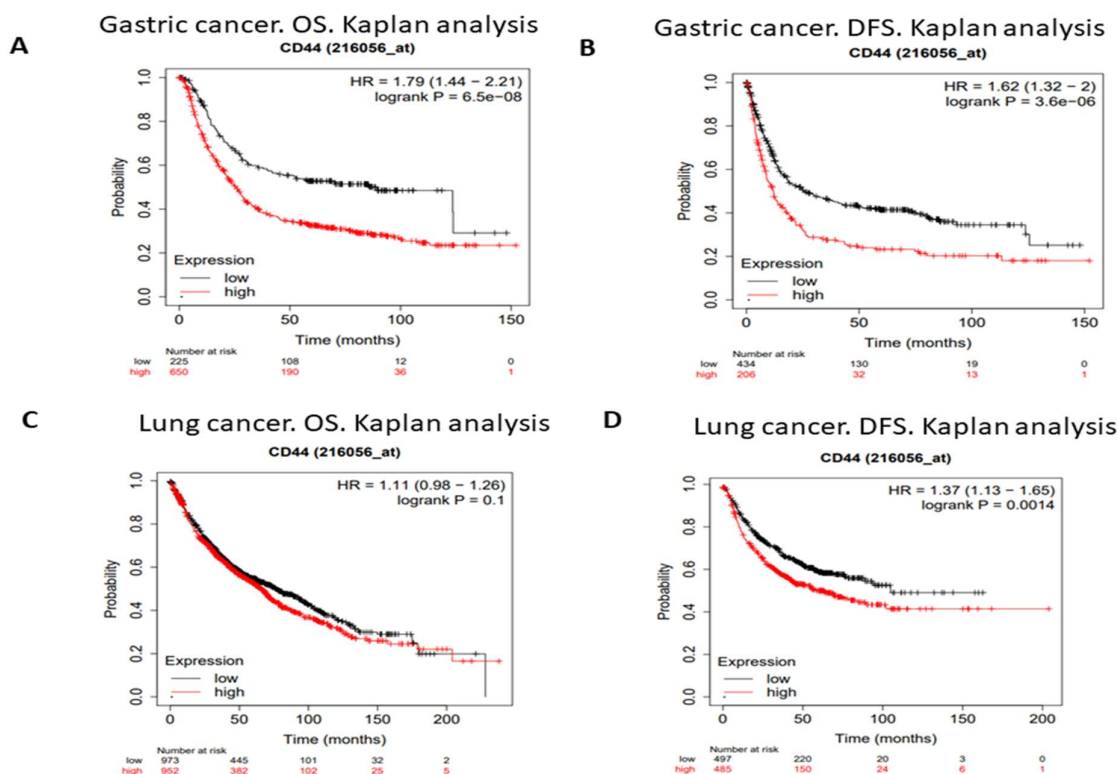 A
Gastric cancer. OS. Kaplan analysis
CD44 (216056_at)
HR = 1.79 (1.44 − 2.21)
logrank P = 6.5e−08
Probability
0.0 0.2 0.4 0.6 0.8 1.0
Expression
low
high
0 50 100 150
Time (months)
Number at risk
low 225 108 12 0
high 650 190 36 1
B
Gastric cancer. DFS. Kaplan analysis
CD44 (216056_at)
HR = 1.62 (1.32 − 2)
logrank P = 3.6e−06
Probability
0.0 0.2 0.4 0.6 0.8 1.0
Expression
low
high
0 50 100 150
Time (months)
Number at risk
low 434 130 19 0
high 206 32 13 1
C
Lung cancer. OS. Kaplan analysis
CD44 (216056_at)
HR = 1.11 (0.98 − 1.26)
logrank P = 0.1
Probability
0.0 0.2 0.4 0.6 0.8 1.0
Expression
low
high
0 50 100 150 200
Time (months)
Number at risk
low 973 445 101 32 2
high 952 382 102 25 5
D
Lung cancer. DFS. Kaplan analysis
CD44 (216056_at)
HR = 1.37 (1.13 − 1.65)
logrank P = 0.0014
Probability
0.0 0.2 0.4 0.6 0.8 1.0
Expression
low
high
0 50 100 150 200
Time (months)
Number at risk
low 497 220 20 3 0
high 485 150 24 6 1